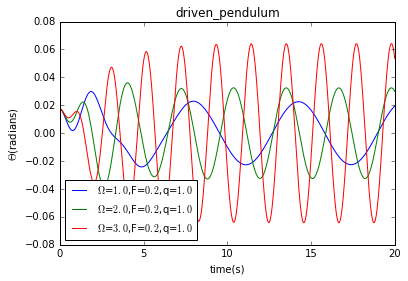 driven_pendulum
Θ(radians)
0.08
0.06
0.04
0.02
0.00
−0.02
−0.04
−0.06
−0.08
Ω=1.0,F=0.2,q=1.0
Ω=2.0,F=0.2,q=1.0
Ω=3.0,F=0.2,q=1.0
0 5 10 15 20
time(s)